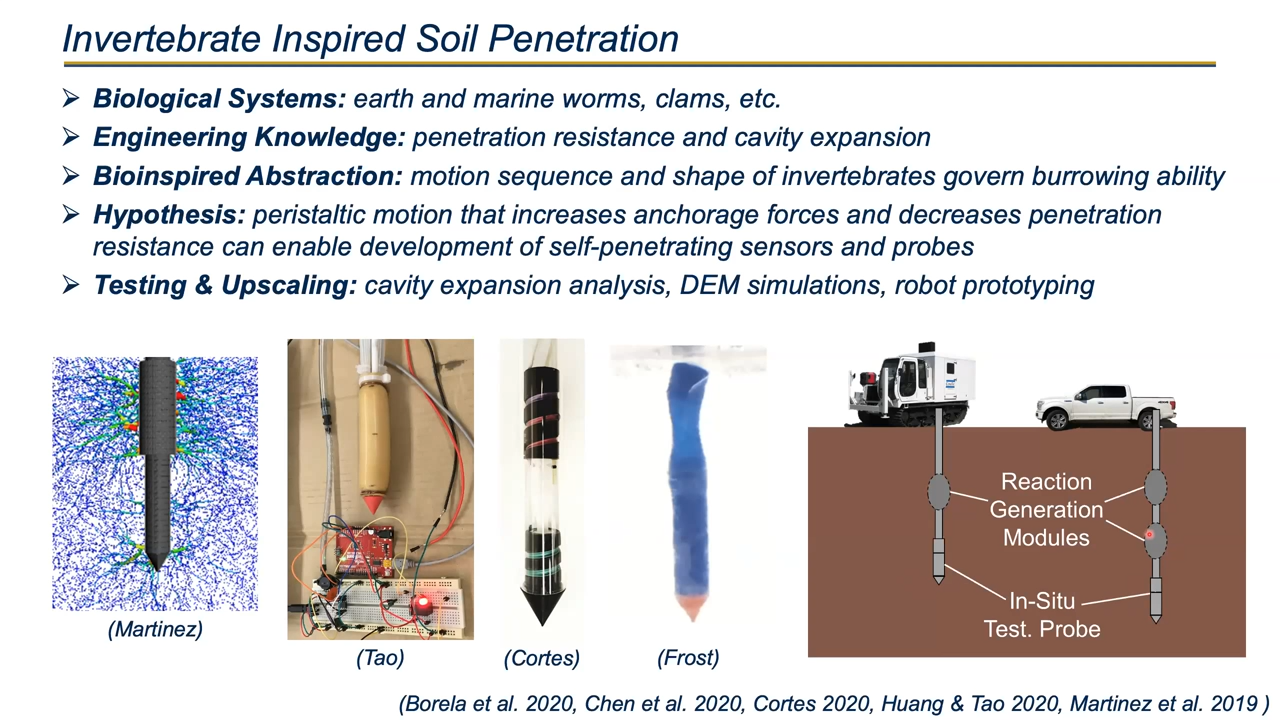 Invertebrate Inspired Soil Penetration
➢ Biological Systems: earth and marine worms, clams, etc.
➢ Engineering Knowledge: penetration resistance and cavity expansion
➢ Bioinspired Abstraction: motion sequence and shape of invertebrates govern burrowing ability
➢ Hypothesis: peristaltic motion that increases anchorage forces and decreases penetration
resistance can enable development of self-penetrating sensors and probes
➢ Testing & Upscaling: cavity expansion analysis, DEM simulations, robot prototyping
(Martinez)
(Tao)
(Cortes)
(Frost)
Reaction
Generation
Modules
In-Situ
Test. Probe
(Borela et al. 2020, Chen et al. 2020, Cortes 2020, Huang & Tao 2020, Martinez et al. 2019 )